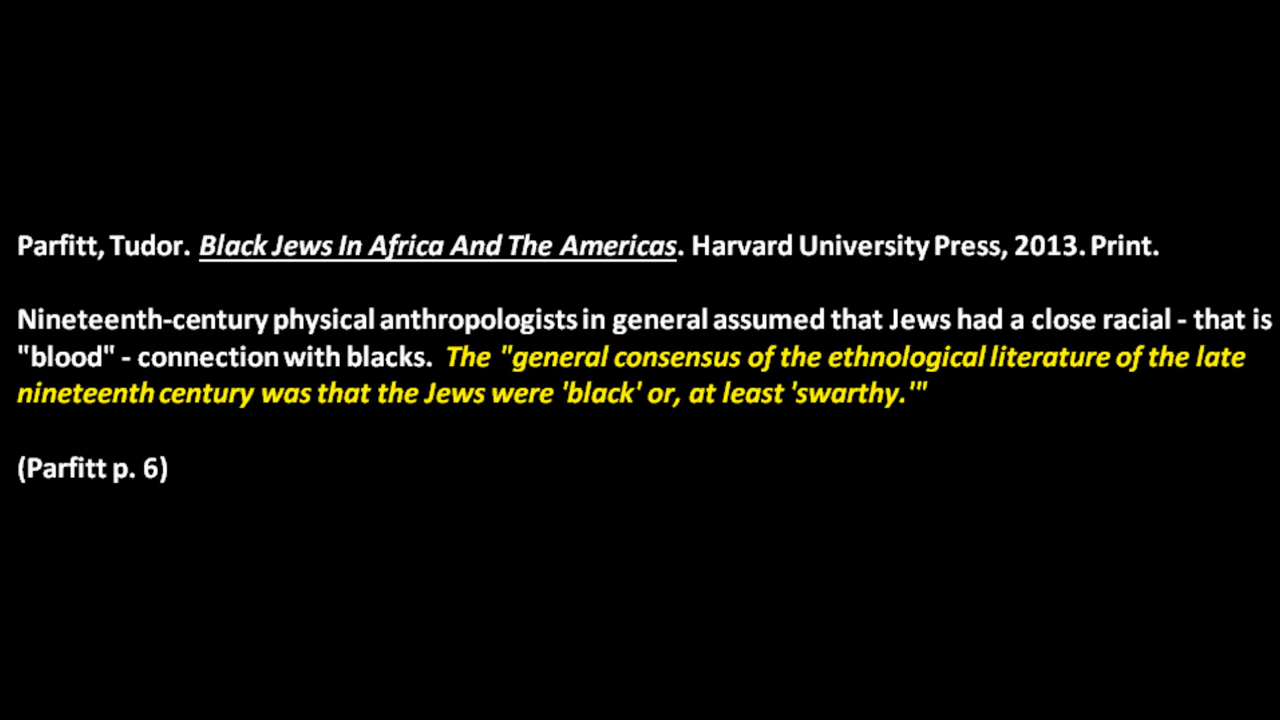 Parfitt, Tudor. Black Jews In Africa And The Americas. Harvard University Press, 2013. Print.
Nineteenth-century physical anthropologists in general assumed that Jews had a close racial - that is
"blood" - connection with blacks. The "general consensus of the ethnological literature of the late
nineteenth century was that the Jews were 'black' or, at least 'swarthy.'"
(Parfitt p. 6)